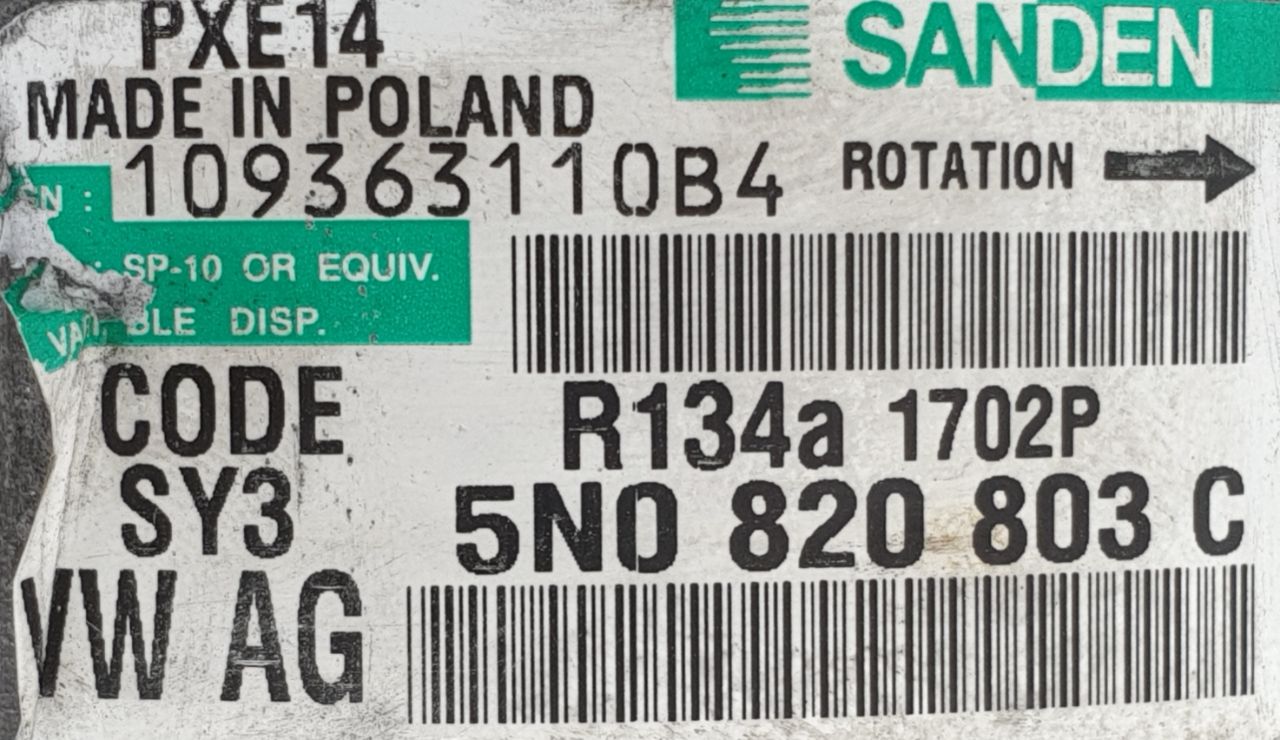 PXE14
SANDEN
MADE IN POLAND
SN : 109363110B4
ROTATION
SP-10 OR EQUIV.
DISP.
CODE
R134a 1702P
SY3
5N0 820 803 C
VW AG